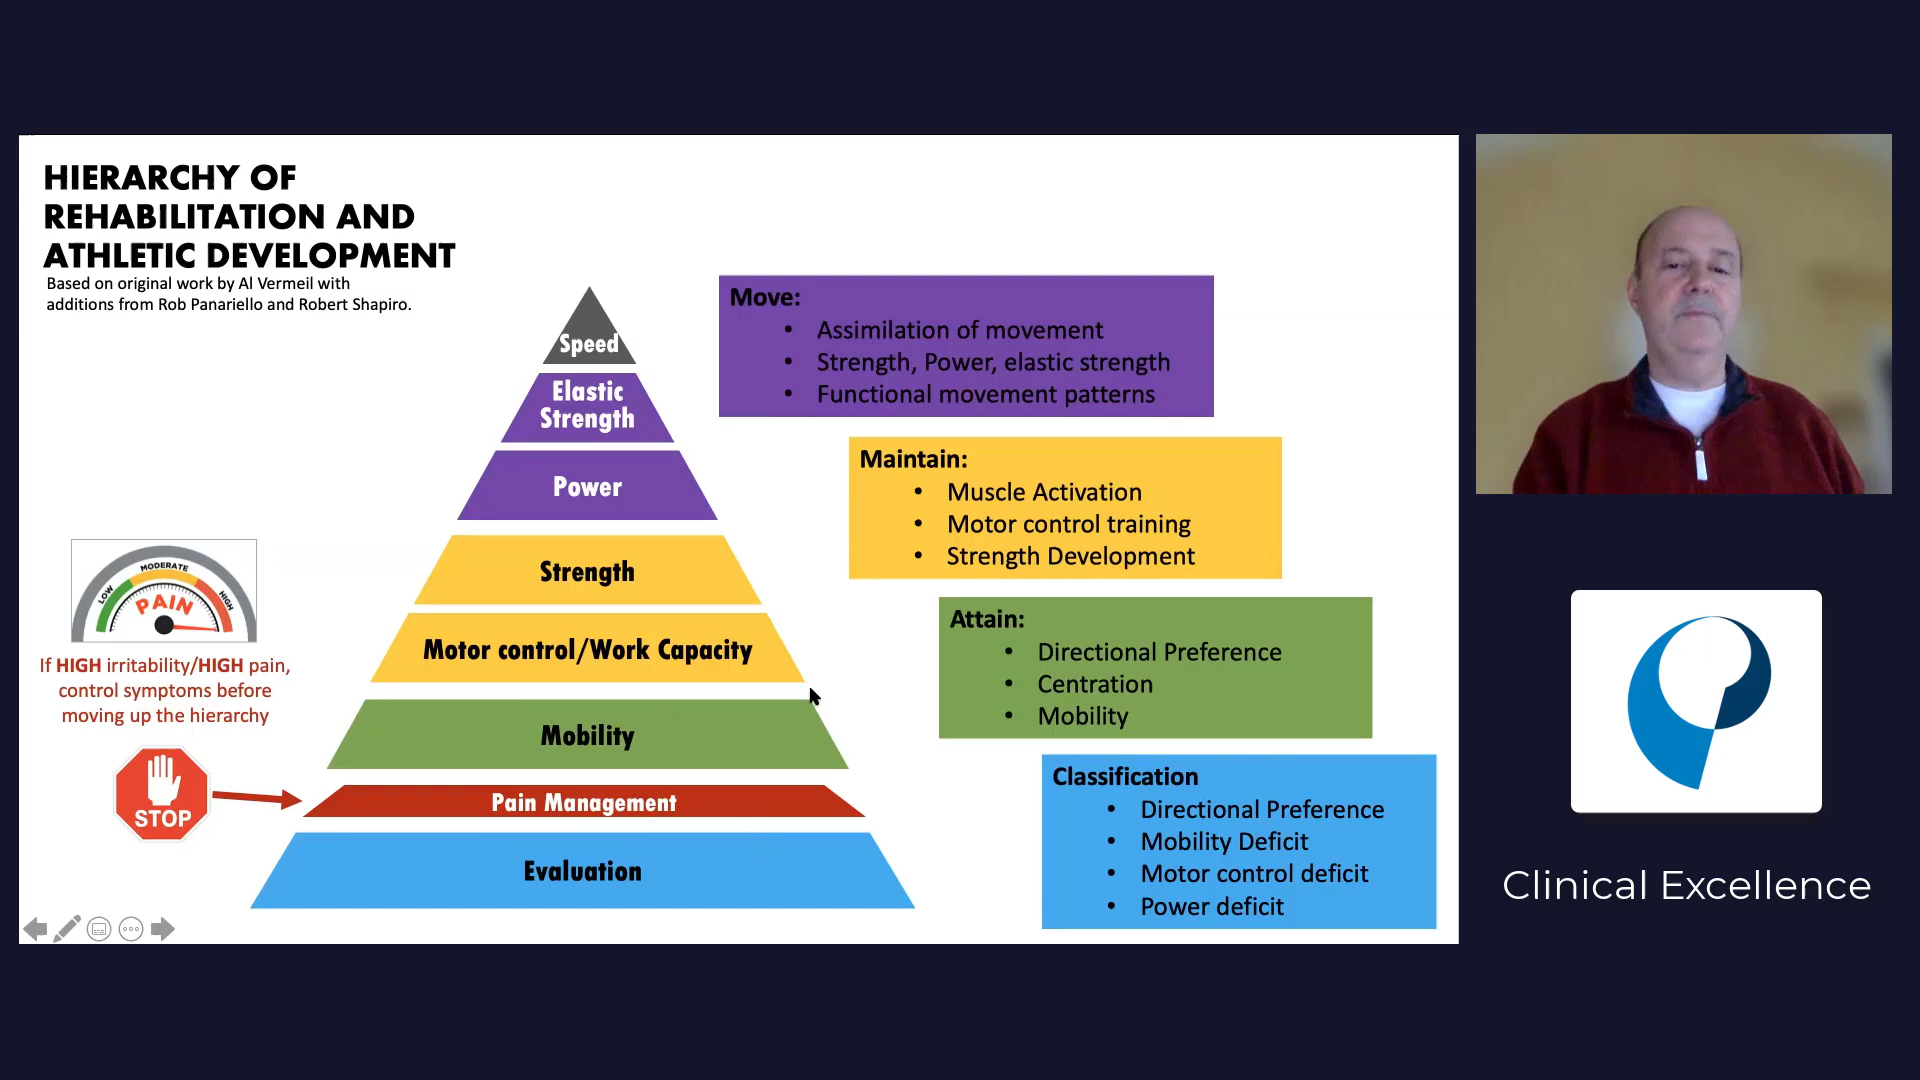 HIERARCHY OF
REHABILITATION AND
ATHLETIC DEVELOPMENT
Based on original work by Al Vermeil with
additions from Rob Panariello and Robert Shapiro.
Speed
Elastic
Strength
Power
Strength
Motor control/Work Capacity
Mobility
Pain Management
Evaluation
Move:
• Assimilation of movement
• Strength, Power, elastic strength
• Functional movement patterns
Maintain:
• Muscle Activation
• Motor control training
• Strength Development
Attain:
• Directional Preference
• Centration
• Mobility
Classification
• Directional Preference
• Mobility Deficit
• Motor control deficit
• Power deficit
LOW
MODERATE
HIGH
PAIN
If HIGH irritability/HIGH pain,
control symptoms before
moving up the hierarchy
STOP
Clinical Excellence